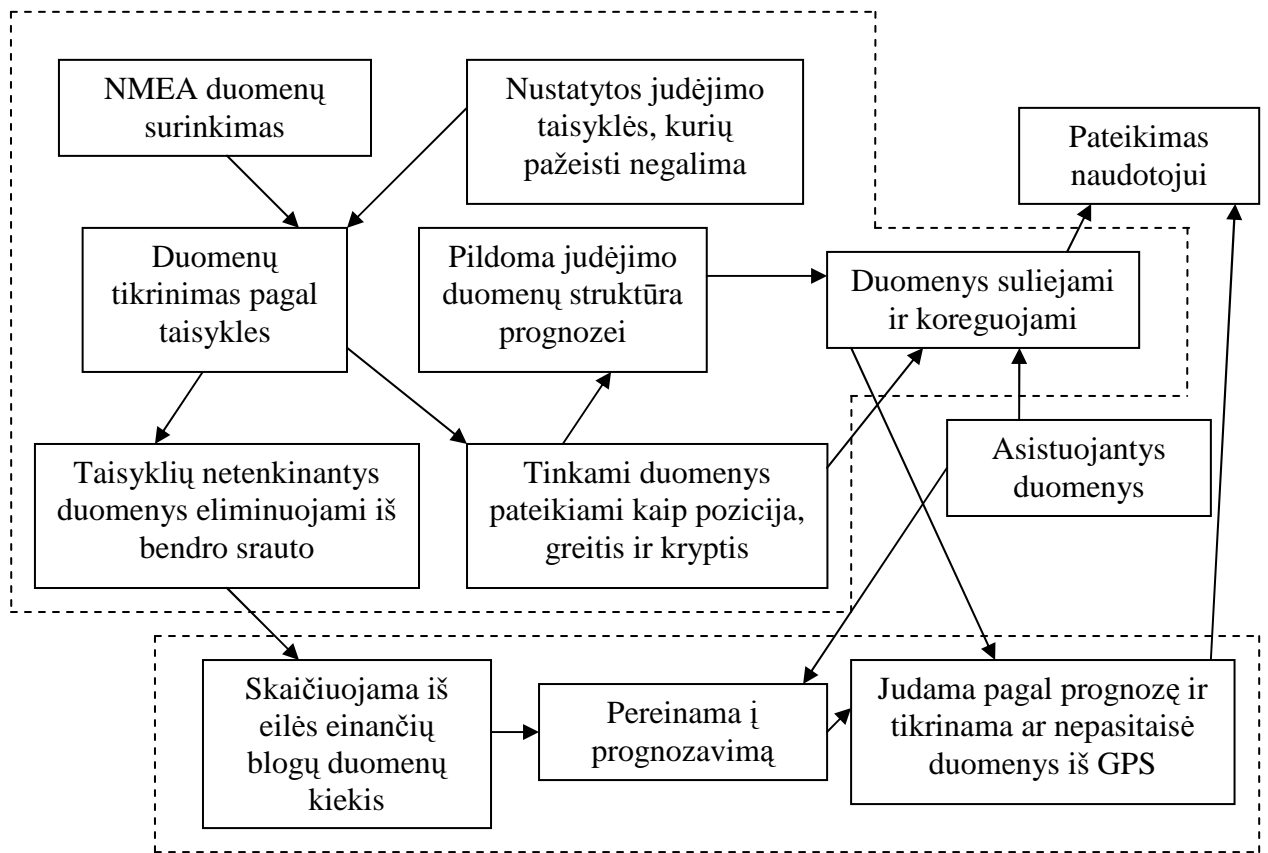 NMEA duomenų
surinkimas
Nustatytos judėjimo
taisyklės, kurių
pažeisti negalima
Pateikimas
naudotojui
Duomenų
tikrinimas pagal
taisykles
Pildoma judėjimo
duomenų struktūra
prognozei
Duomenys suliejami
ir koreguojami
Taisyklių netenkinantys
duomenys eliminuojami iš
bendro srauto
Tinkami duomenys
pateikiami kaip pozicija,
greitis ir kryptis
Asistuojantys
duomenys
Skaičiuojama iš
eilės einančių
blogų duomenų
kiekis
Pereinama į
prognozavimą
Judama pagal prognozę ir
tikrinama ar nepasitaisė
duomenys iš GPS